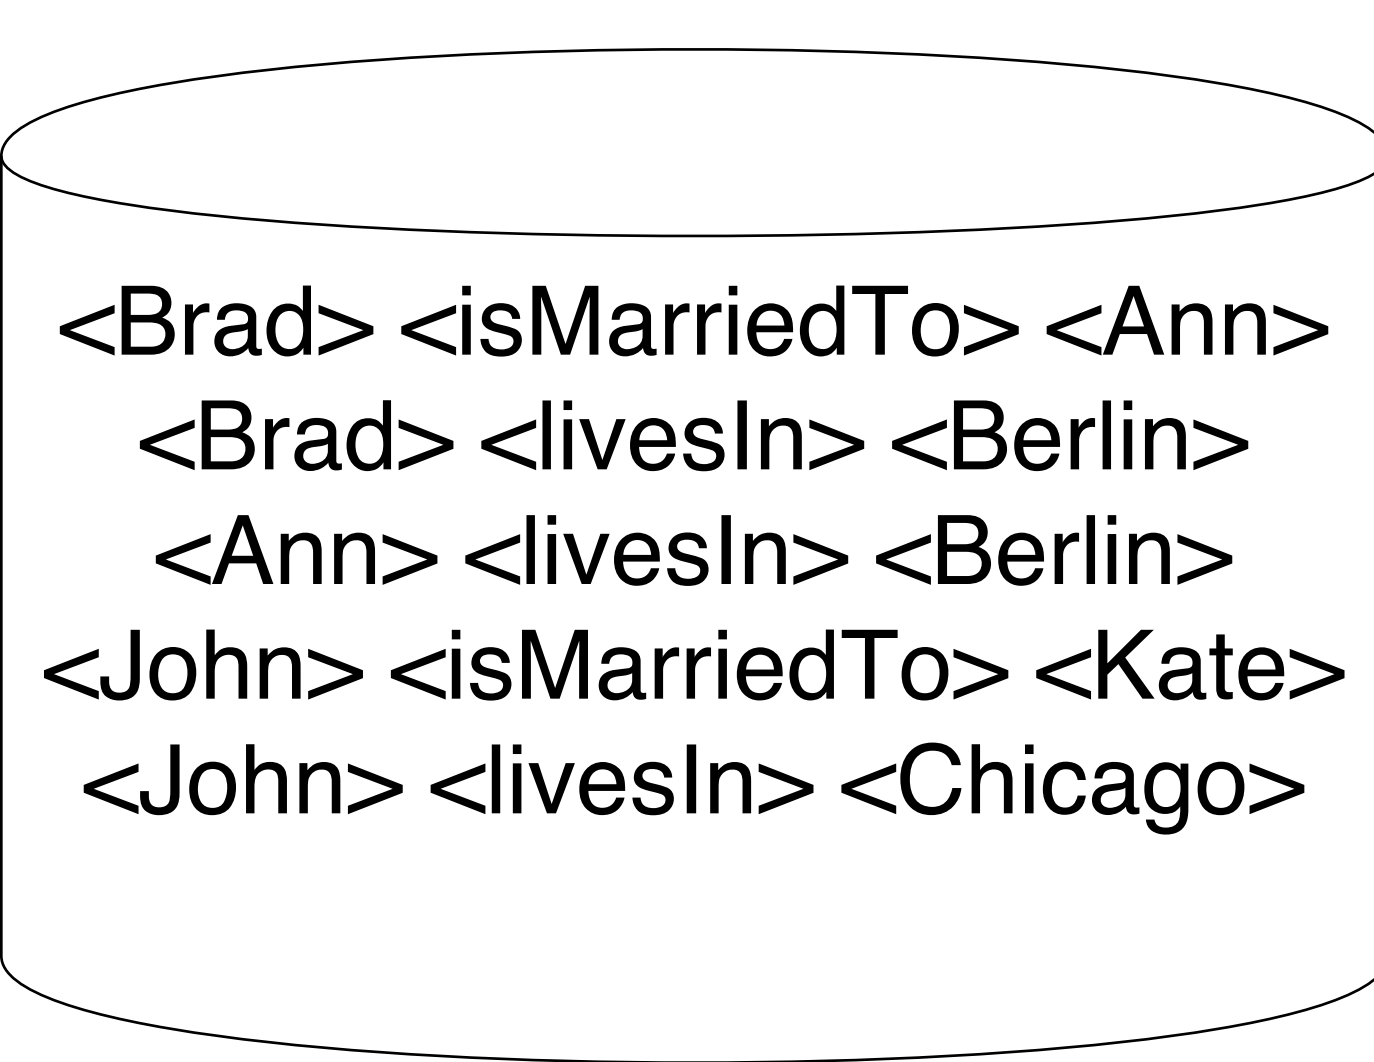 <Brad> <isMarriedTo> <Ann>
<Brad> <livesIn> <Berlin>
<Ann> <livesIn> <Berlin>
<John> <isMarriedTo> <Kate>
<John> <livesIn> <Chicago>